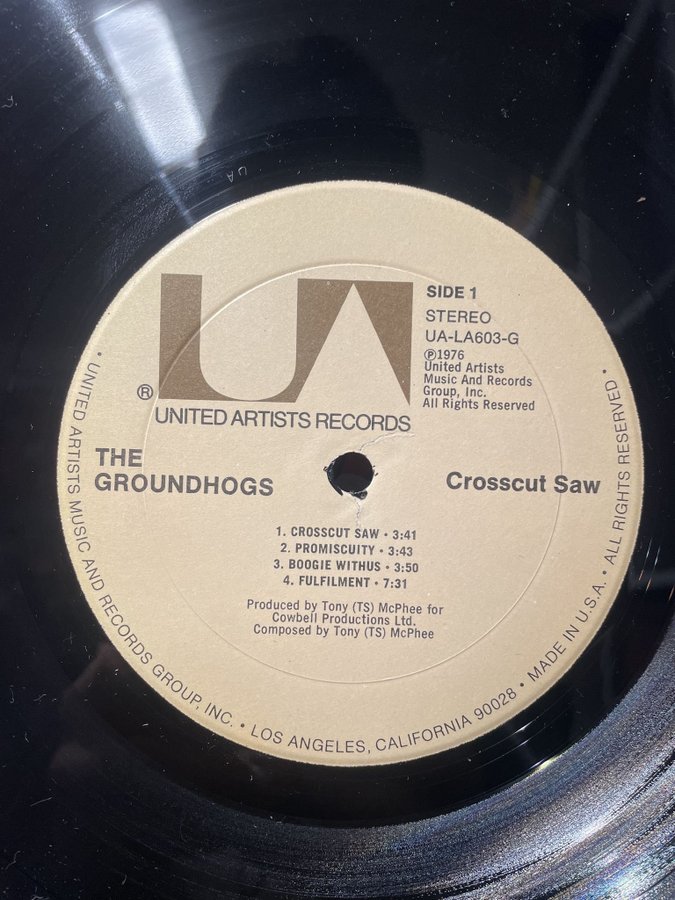 UA
SIDE 1
STEREO
UA-LA603-G
Ⓟ1976
United Artists
Music And Records
Group, Inc.
All Rights Reserved
®
UNITED ARTISTS RECORDS
THE
GROUNDHOGS
Crosscut Saw
1. CROSSCUT SAW • 3:41
2. PROMISCUITY • 3:43
3. BOOGIE WITHUS • 3:50
4. FULFILMENT • 7:31
Produced by Tony (TS) McPhee for
Cowbell Productions Ltd.
Composed by Tony (TS) McPhee
• UNITED ARTISTS MUSIC AND RECORDS GROUP, INC. • LOS ANGELES, CALIFORNIA 90028 • MADE IN U.S.A. • ALL RIGHTS RESERVED •
UA